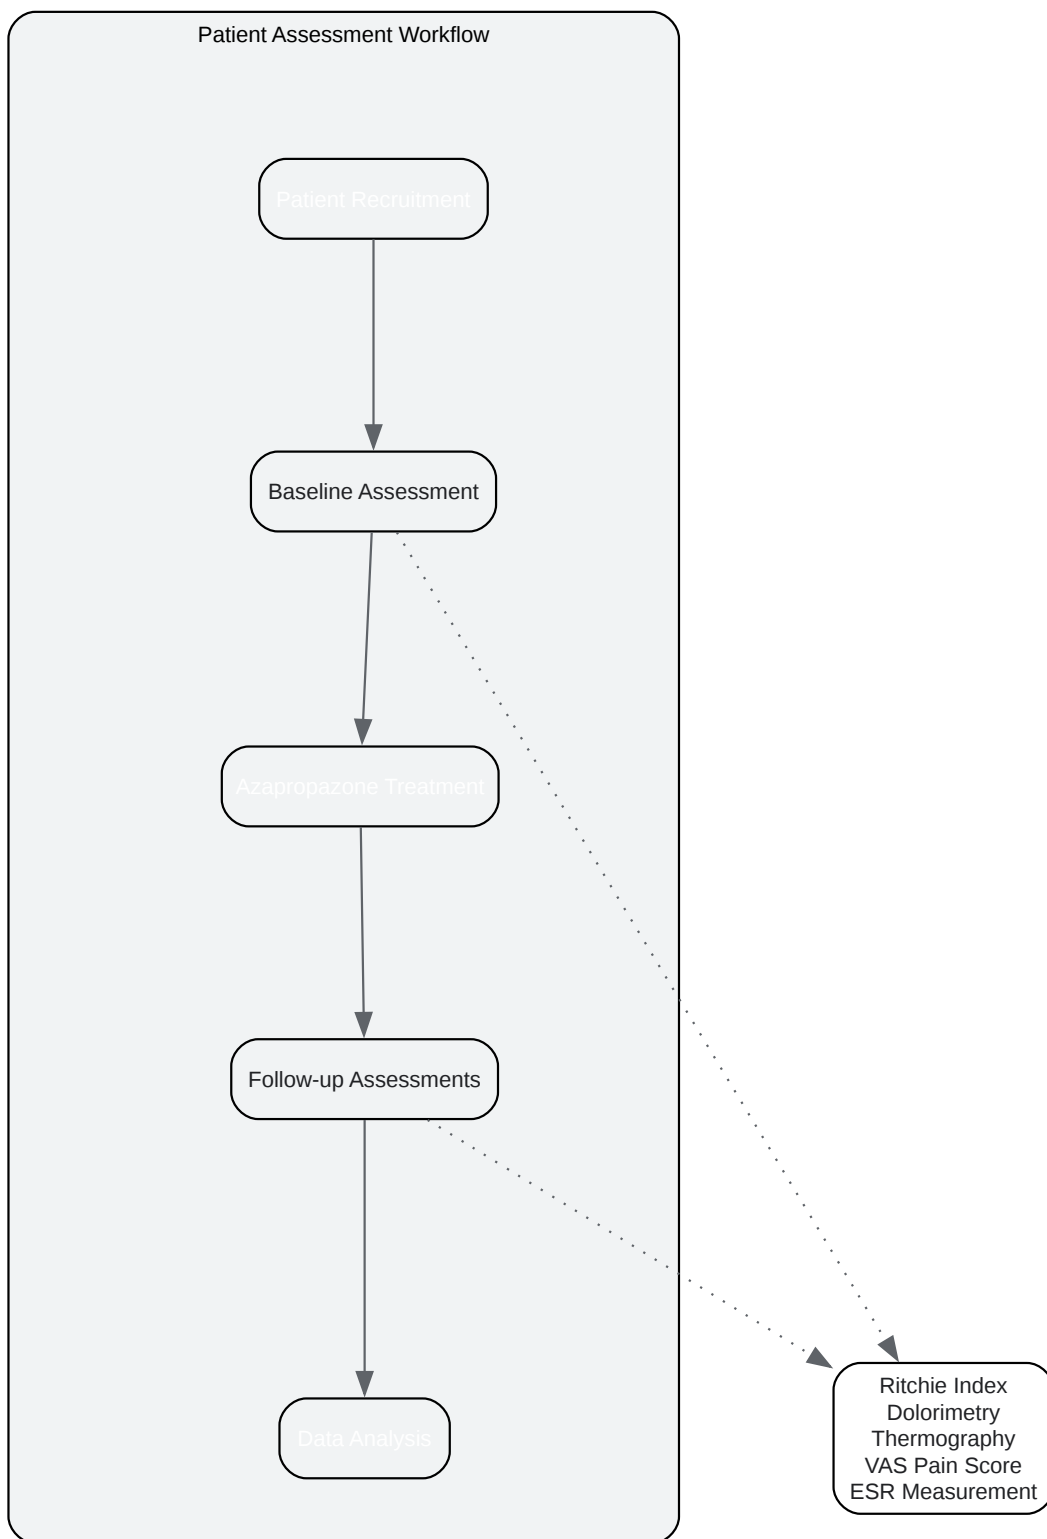 Patient Assessment Workflow
Patient Recruitment
Baseline Assessment
Azapropazone Treatment
Follow-up Assessments
Data Analysis
Ritchie Index
Dolorimetry
Thermography
VAS Pain Score
ESR Measurement